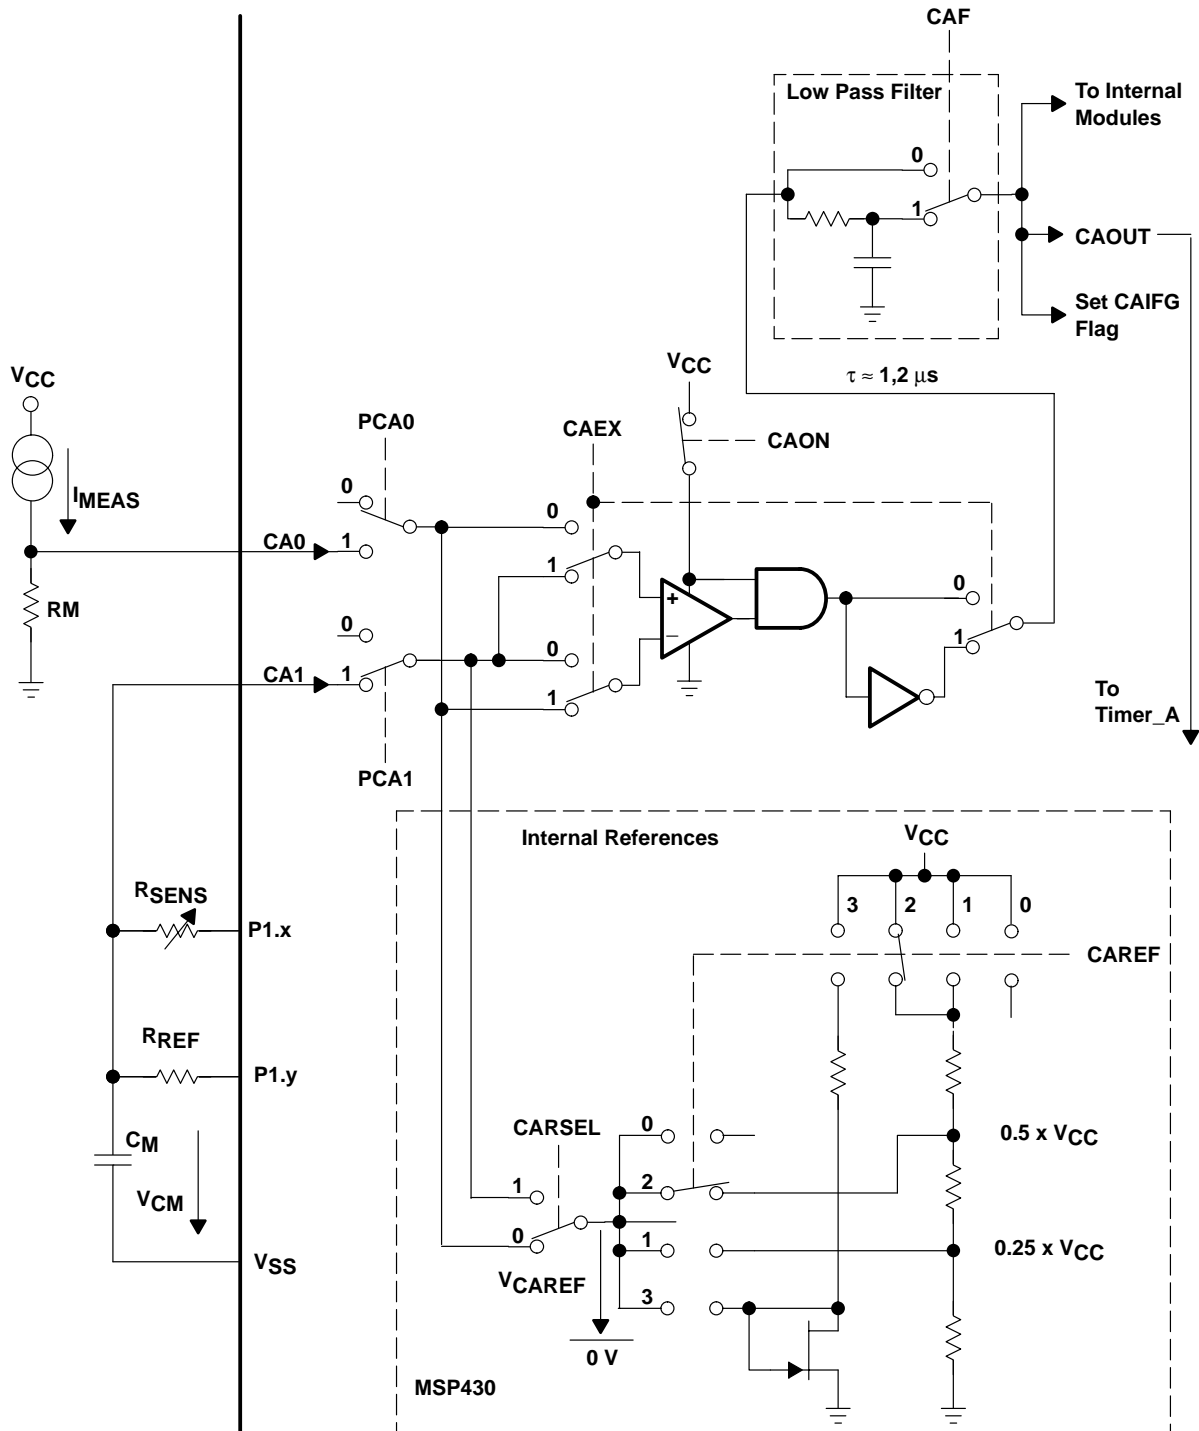 CAF
Low Pass Filter
To Internal
Modules
0
1
CAOUT
Set CAIFG
Flag
τ ≈ 1,2 μs
VCC
VCC
PCA0
CAEX
CAON
IMEAS
0
0
CA0
1
1
+
0
RM
0
0
−
1
CA1
1
1
To
Timer_A
PCA1
Internal References
VCC
RSENS
3
2
1
0
P1.x
CAREF
RREF
P1.y
CARSEL
0
0.5 x VCC
CM
1
2
VCM
0
1
0.25 x VCC
VSS
VCAREF
3
0 V
MSP430